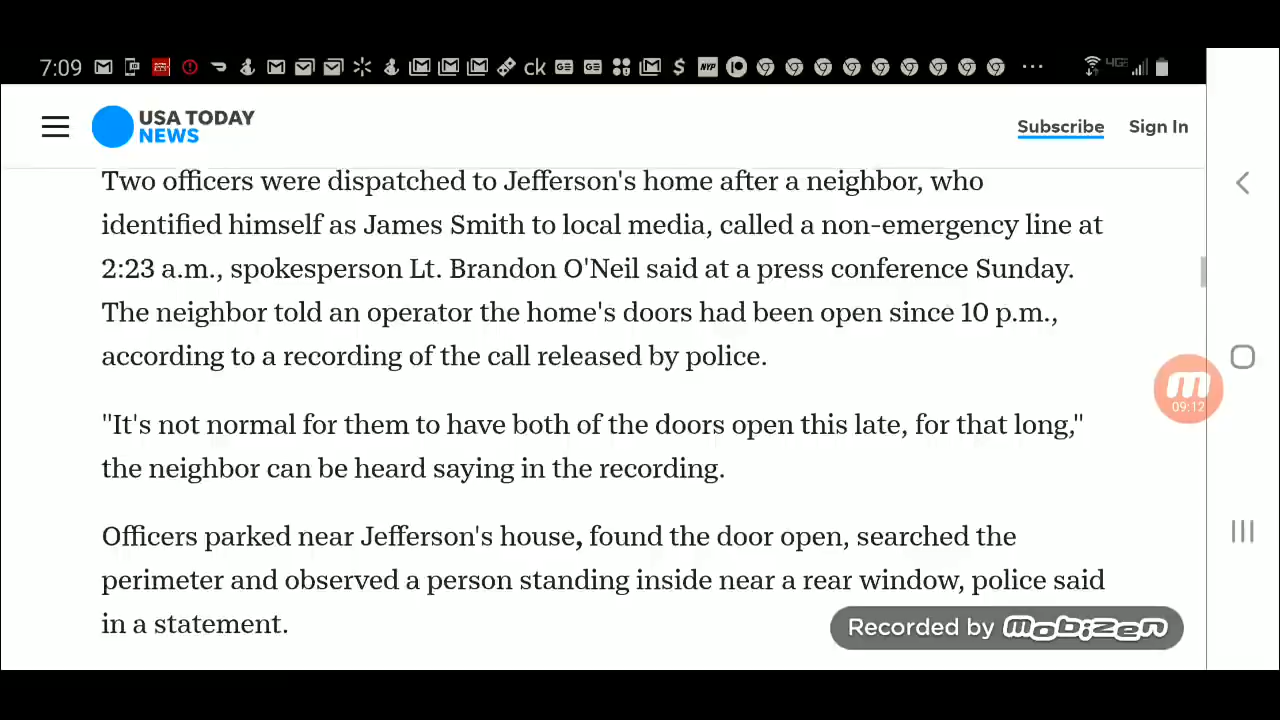 7:09
ck
NYP
4GE
USA TODAY
NEWS
Subscribe
Sign In
Two officers were dispatched to Jefferson's home after a neighbor, who
identified himself as James Smith to local media, called a non-emergency line at
2:23 a.m., spokesperson Lt. Brandon O'Neil said at a press conference Sunday.
The neighbor told an operator the home's doors had been open since 10 p.m.,
according to a recording of the call released by police.
"It's not normal for them to have both of the doors open this late, for that long,"
the neighbor can be heard saying in the recording.
Officers parked near Jefferson's house, found the door open, searched the
perimeter and observed a person standing inside near a rear window, police said
in a statement.
09:12
Recorded by mobizen